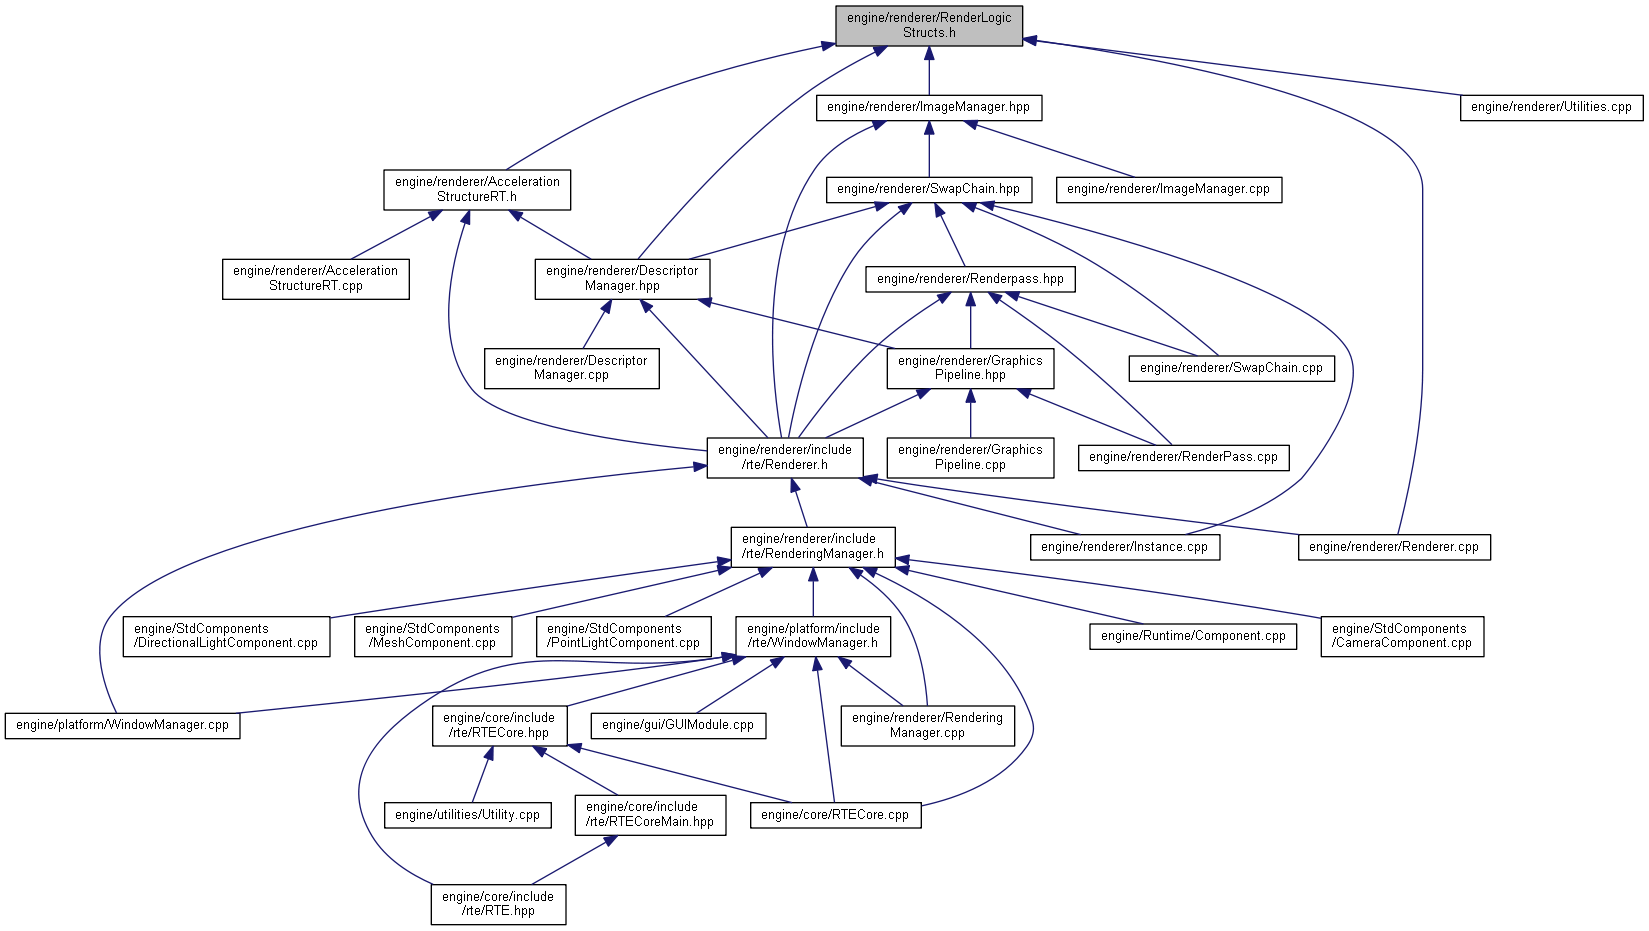 engine/renderer/RenderLogic
Structs.h
engine/renderer/ImageManager.hpp
engine/renderer/Utilities.cpp
engine/renderer/Acceleration
StructureRT.h
engine/renderer/SwapChain.hpp
engine/renderer/ImageManager.cpp
engine/renderer/Acceleration
StructureRT.cpp
engine/renderer/Descriptor
Manager.hpp
engine/renderer/Renderpass.hpp
engine/renderer/Descriptor
Manager.cpp
engine/renderer/Graphics
Pipeline.hpp
engine/renderer/SwapChain.cpp
engine/renderer/include
/rte/Renderer.h
engine/renderer/Graphics
Pipeline.cpp
engine/renderer/RenderPass.cpp
engine/renderer/include
/rte/RenderingManager.h
engine/renderer/Instance.cpp
engine/renderer/Renderer.cpp
engine/StdComponents
/DirectionalLightComponent.cpp
engine/StdComponents
/MeshComponent.cpp
engine/StdComponents
/PointLightComponent.cpp
engine/platform/include
/rte/WindowManager.h
engine/Runtime/Component.cpp
engine/StdComponents
/CameraComponent.cpp
engine/platform/WindowManager.cpp
engine/core/include
/rte/RTECore.hpp
engine/gui/GUIModule.cpp
engine/renderer/Rendering
Manager.cpp
engine/utilities/Utility.cpp
engine/core/include
/rte/RTECoreMain.hpp
engine/core/RTECore.cpp
engine/core/include
/rte/RTE.hpp